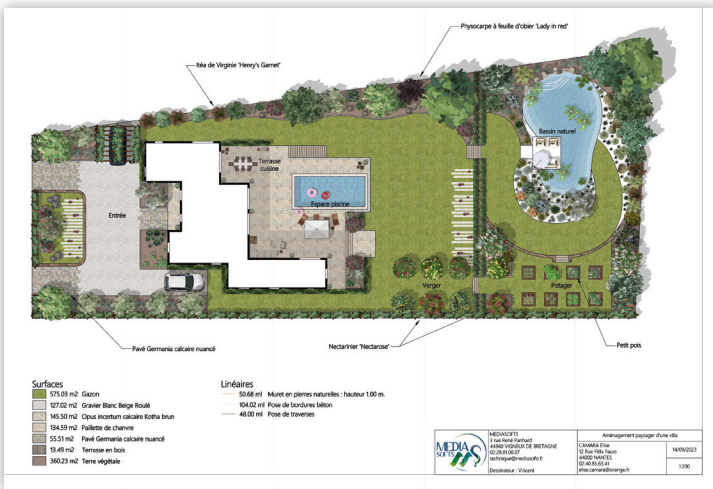 Physocarpe à feuille d'obier 'Lady in red'
Itéa de Virginie 'Henry's Garnet'
Bassin naturel
Terrasse
cuisine
Espace piscine
Entrée
Verger
Potager
Pavé Germania calcaire nuancé
Nectarinier 'Nectarose'
Petit pois
Surfaces
575.03 m2 Gazon
127.02 m2 Gravier Blanc Beige Roulé
145.50 m2 Opus incertum calcaire Kotha brun
134.59 m2 Paillette de chanvre
55.51 m2 Pavé Germania calcaire nuancé
13.49 m2 Terrasse en bois
360.23 m2 Terre végétale
Linéaires
50.68 ml Muret en pierres naturelles : hauteur 1.00 m.
104.02 ml Pose de bordures béton
48.00 ml Pose de traverses
MEDIA
SOFTS
MEDIASOFTS
3 rue René Panhard
44360 VIGNEUX DE BRETAGNE
02.28.01.08.07
technique@mediasofts.fr
Dessinateur : Vincent
Aménagement paysager d'une villa
CAMARA Elise
12 Rue Félix Faure
44000 NANTES
02.40.85.63.41
elise.camara@orange.fr
14/09/2023
1200